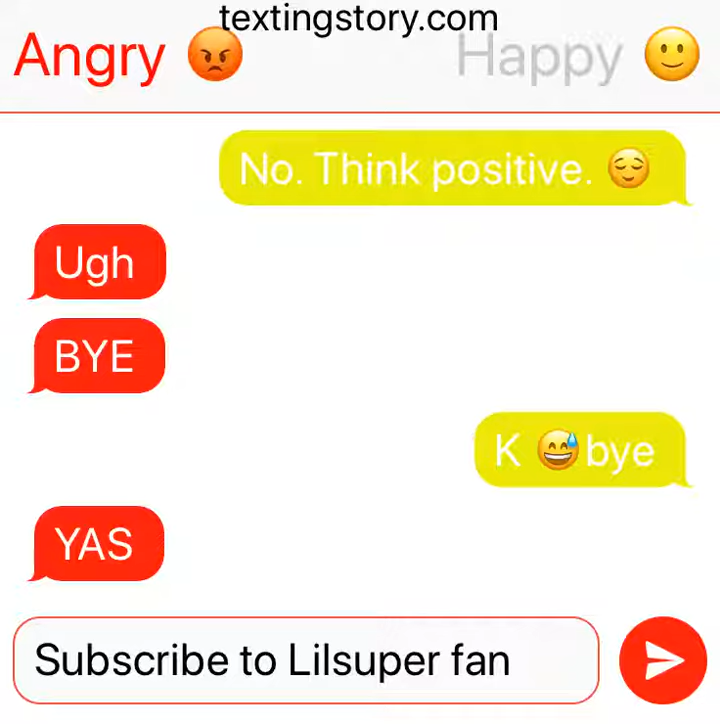 textingstory.com
Angry 😡 Happy 🙂
No. Think positive. 😌
Ugh
BYE
K 😅 bye
YAS
Subscribe to Lilsuper fan